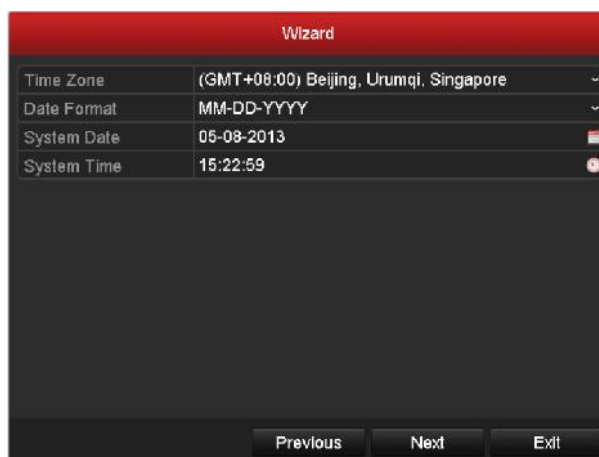 Wizard
Time Zone (GMT+08:00) Beijing, Urumqi, Singapore
Date Format MM-DD-YYYY
System Date 05-08-2013
System Time 15:22:59
Previous Next Exit